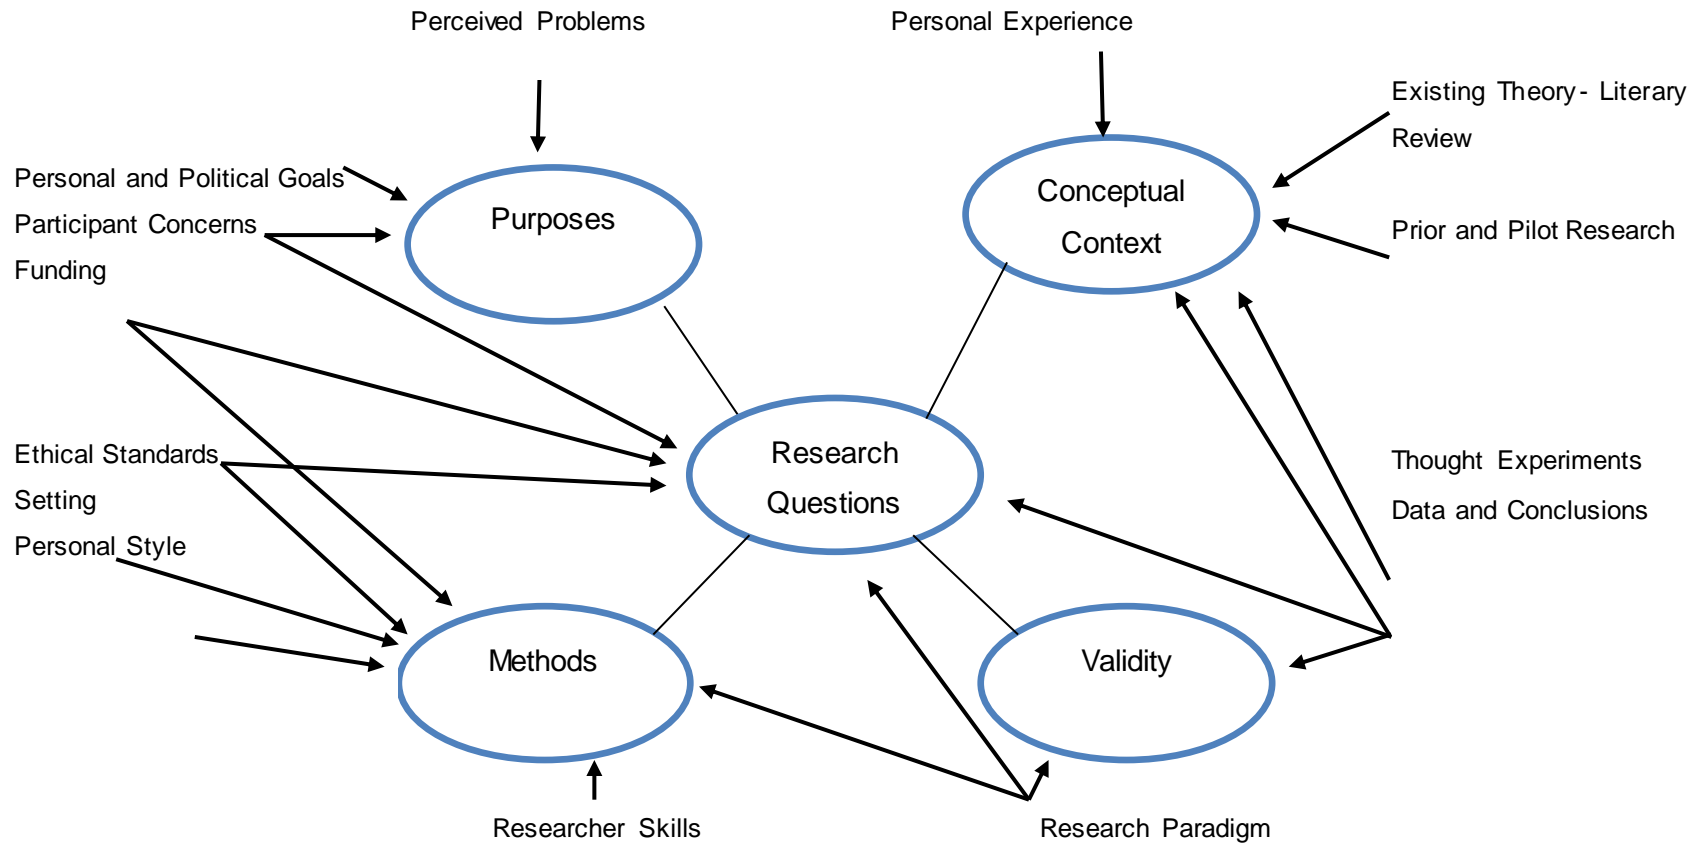 Perceived Problems
Personal Experience
Existing Theory- Literary
Review
Personal and Political Goals
Participant Concerns
Funding
Purposes
Conceptual
Context
Prior and Pilot Research
Ethical Standards
Setting
Personal Style
Research
Questions
Thought Experiments
Data and Conclusions
Methods
Validity
Researcher Skills
Research Paradigm